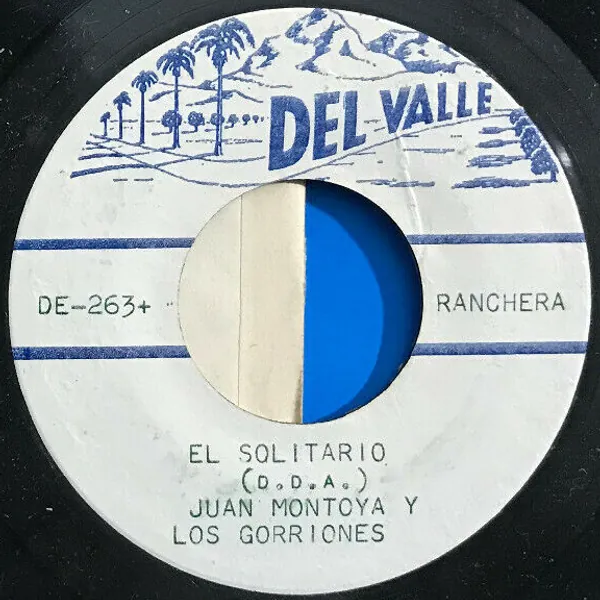 DEL VALLE
DE-263+
RANCHERA
EL SOLITARIO
(D.D.A.)
JUAN MONTOYA Y
LOS GORRIONES